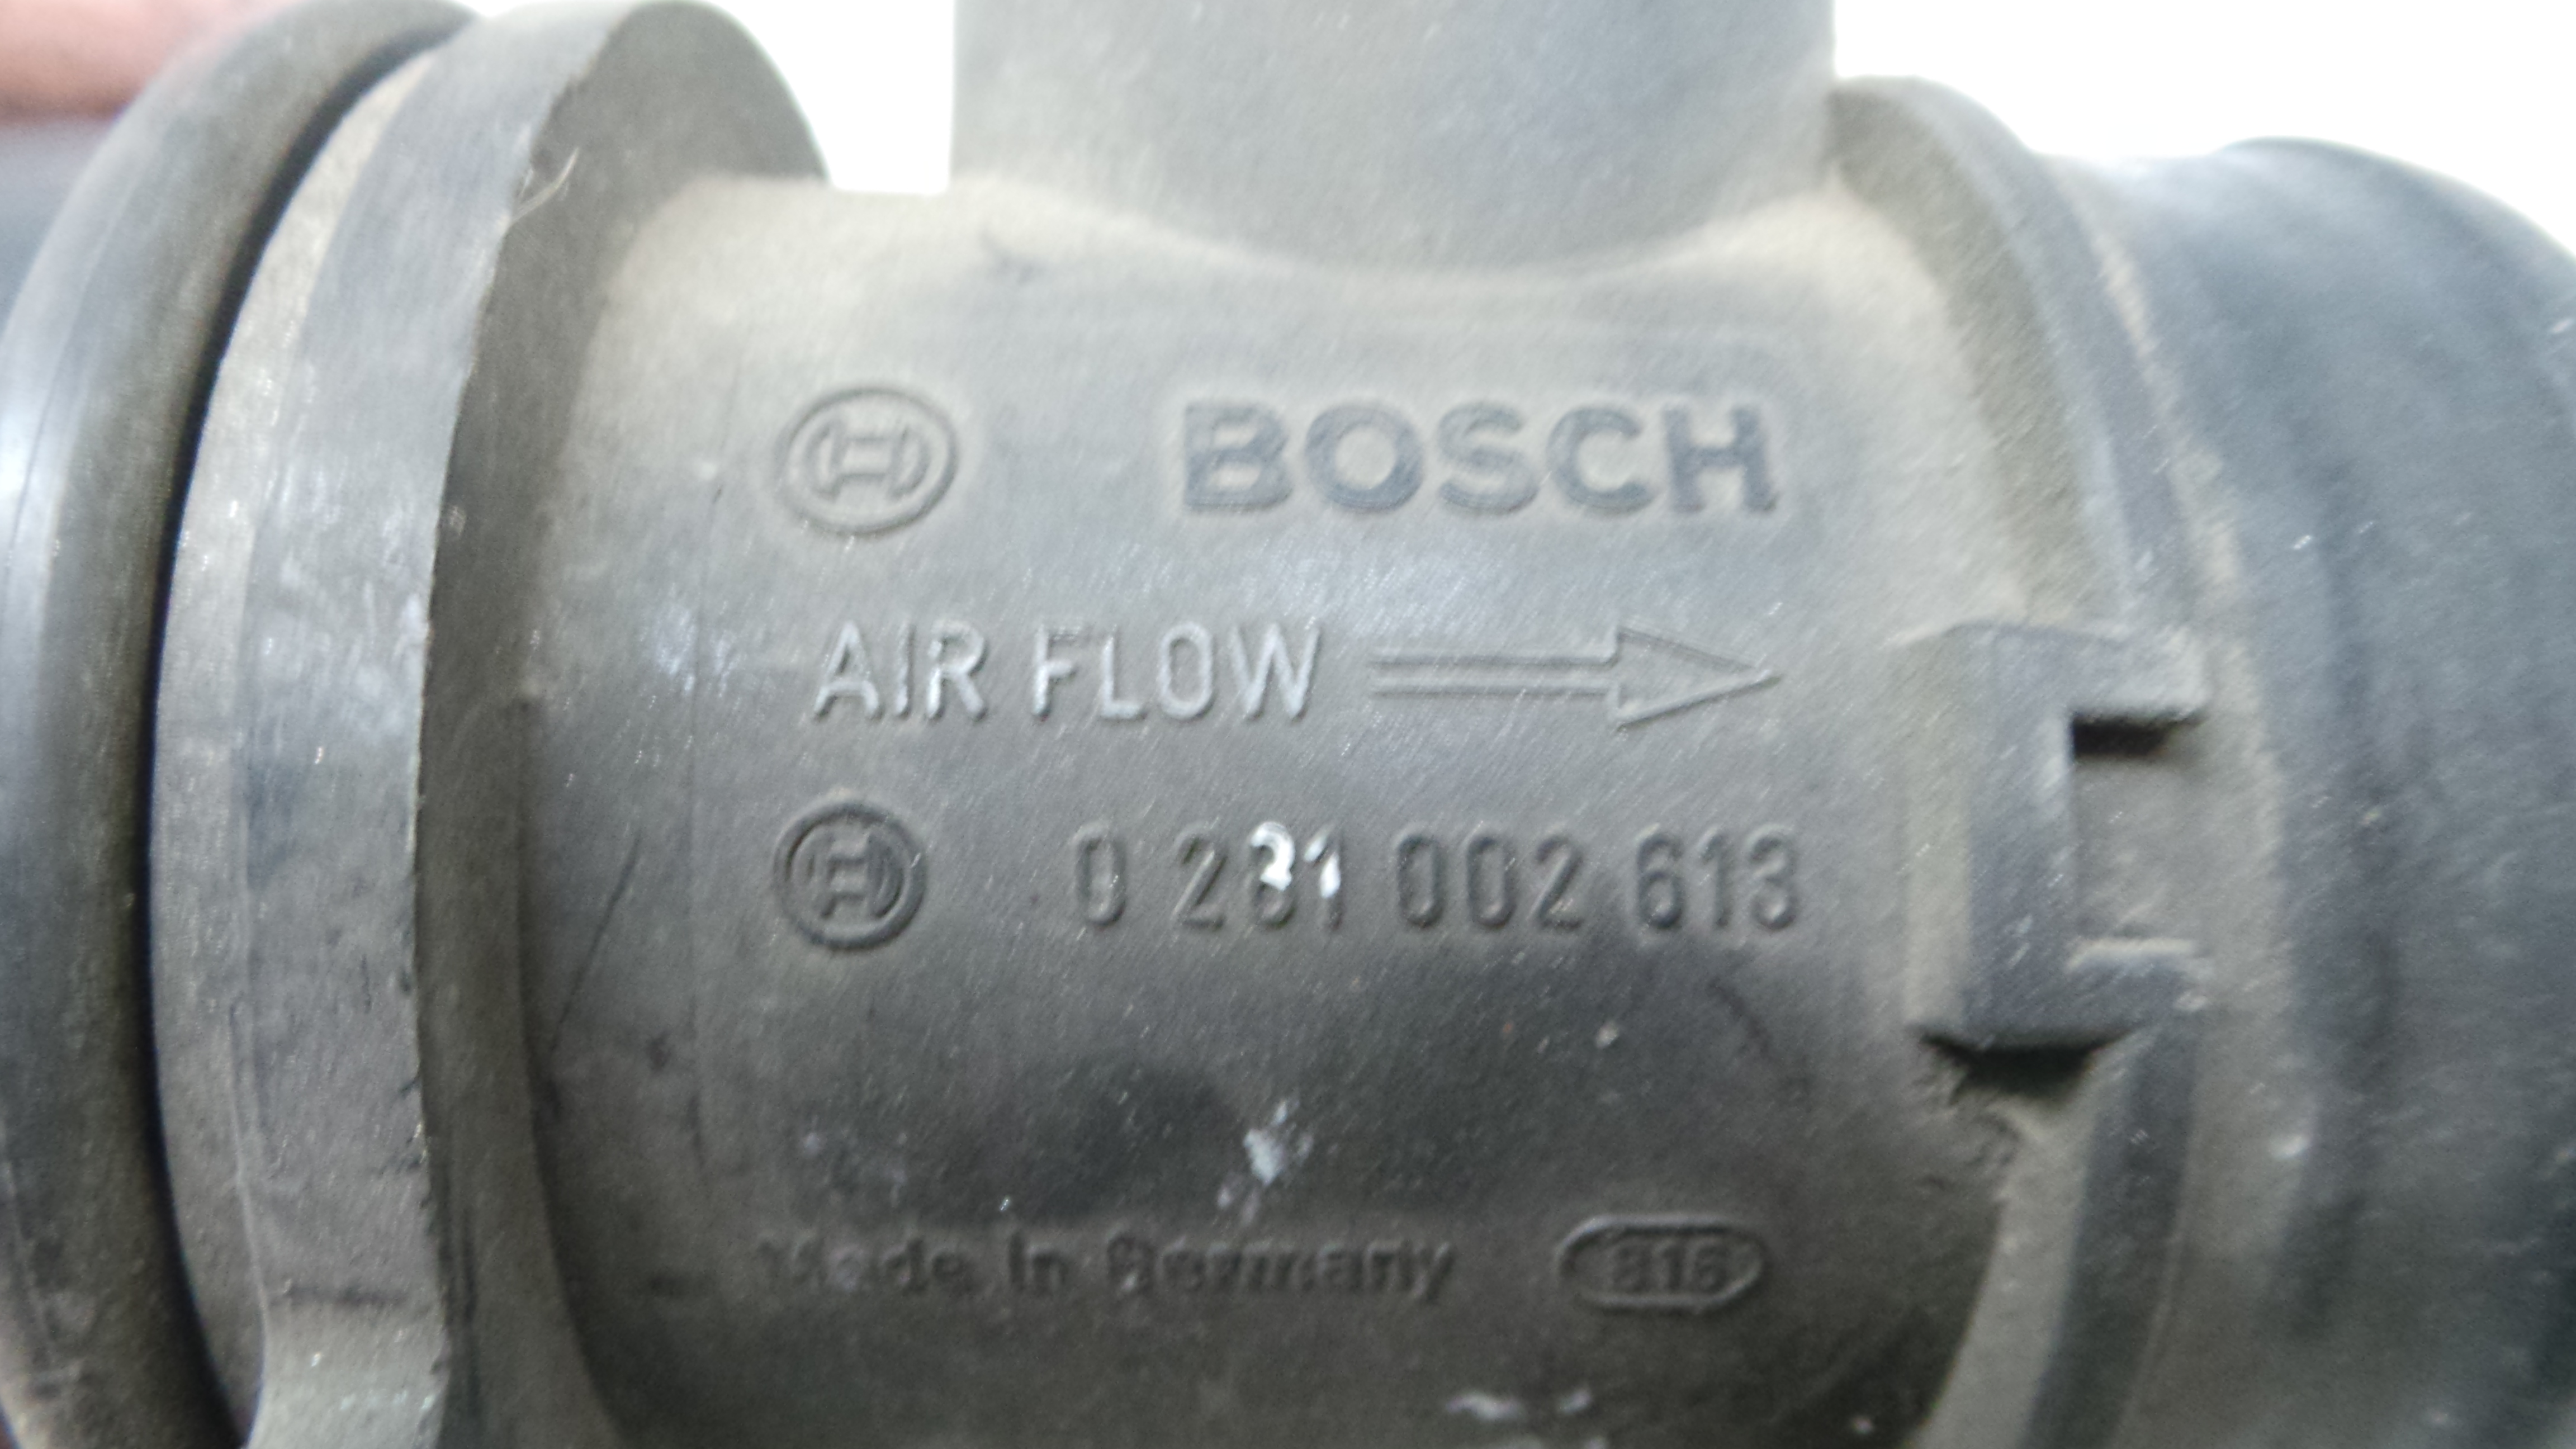 BOSCH
AIR FLOW
0 281 002 613
Made in Germany 816